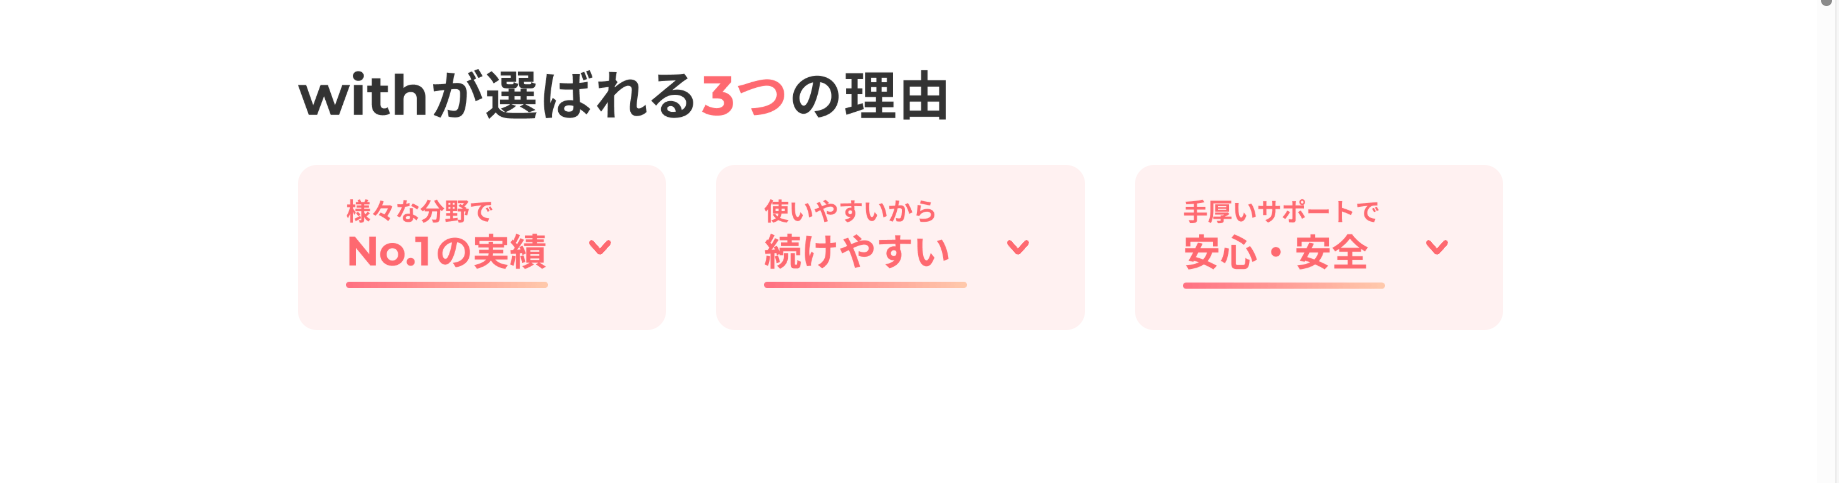 withが選ばれる3つの理由
様々な分野で
No.1の実績
使いやすいから
続けやすい
手厚いサポートで
安心・安全